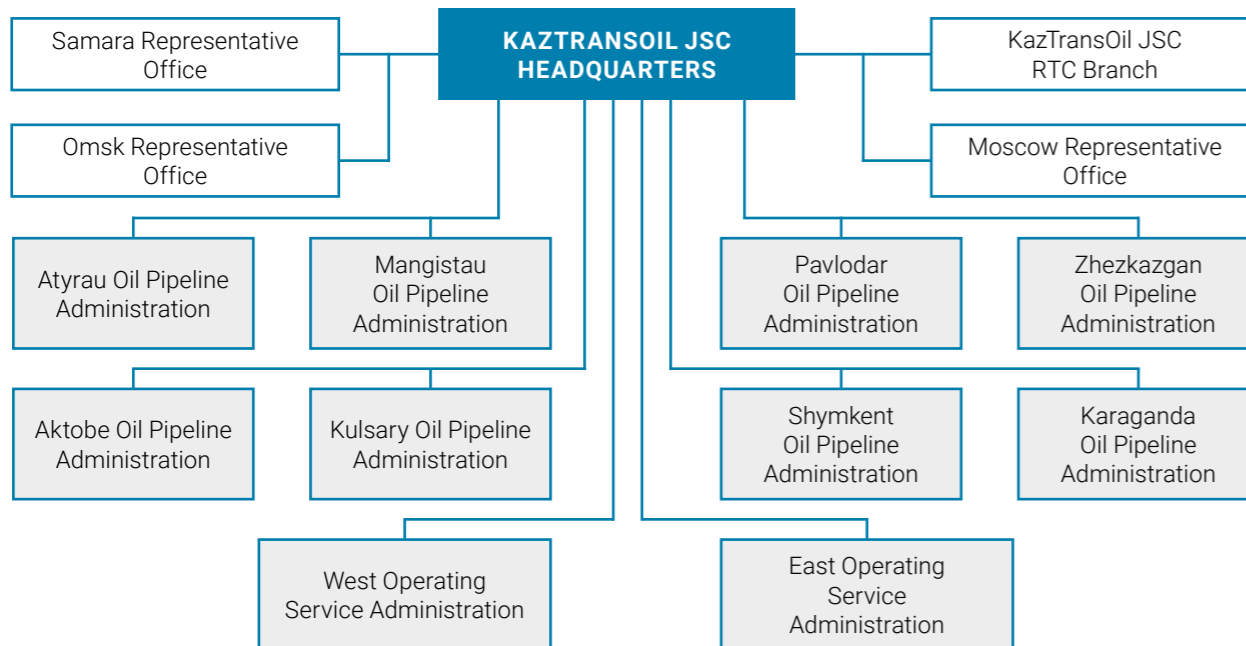 Samara Representative
Office
KAZTRANSOIL JSC
HEADQUARTERS
KazTransOil JSC
RTC Branch
Omsk Representative
Office
Moscow Representative
Office
Atyrau Oil Pipeline
Administration
Mangistau
Oil Pipeline
Administration
Pavlodar
Oil Pipeline
Administration
Zhezkazgan
Oil Pipeline
Administration
Aktobe Oil Pipeline
Administration
Kulsary Oil Pipeline
Administration
Shymkent
Oil Pipeline
Administration
Karaganda
Oil Pipeline
Administration
West Operating
Service Administration
East Operating
Service
Administration